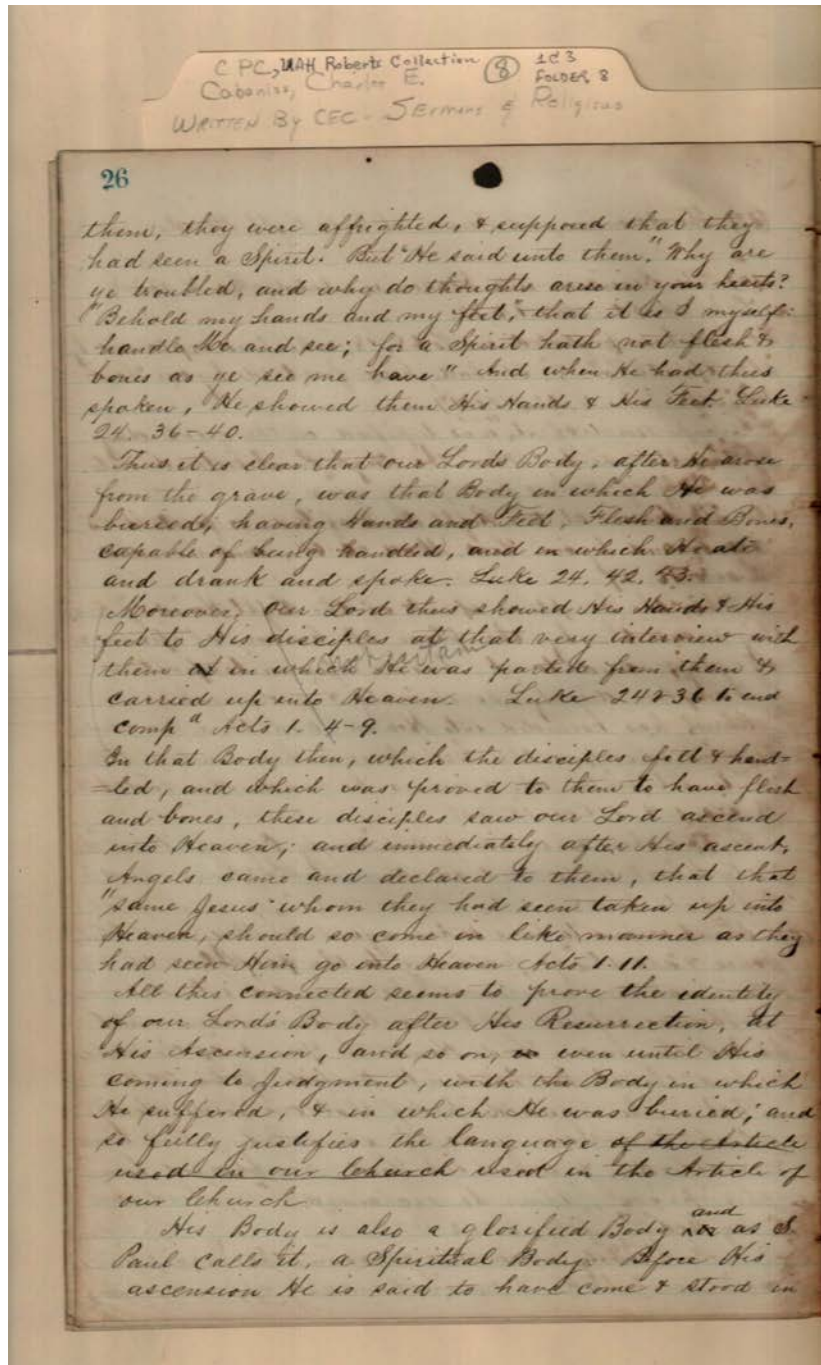 CPC, UAH Roberts Collection
8
1C3
FOLDER 8
Cabaniss, Charles E.
WRITTEN By CEC - SErmons & Religious
26
them, they were affrighted, & supposed that they
had seen a Spirit. But "He said unto them". Why are
ye troubled, and why do thoughts arise in your hearts?
"Behold my hands and my feet," that it is I myself:
handle Me and see; for a Spirit hath not flesh &
bones as ye see me have" And when He had thus
spoken, He showed them His Hands & His Feet. Luke
24. 36-40.
Thus it is clear that our Lords Body, after He arose
from the grave, was that Body in which He was
buried; having Hands and Feet, Flesh and Bones,
capable of being handled, and in which He ate
and drank and spoke. Luke 24. 42. 43.
Moreover, Our Lord thus showed His Hands & His
feet to His disciples at that very interview with
them at in which He was parted from them &
carried up into Heaven. Luke 24 & 36 to end
comp d Acts 1. 4-9.
In that Body then, which the disciples felt & hand=
=led, and which was proved to them to have flesh
and bones, these disciples saw our Lord ascend
into Heaven; and immediately after His ascent,
Angels came and declared to them, that that
"same Jesus" whom they had seen taken up into
Heaven, should so come in like manner as they
had seen Him go into Heaven Acts 1. 11.
All this connected seems to prove the identity
of our Lord's Body after His Resurrection, at
His Ascension, and so on, even until His
coming to Judgment, with the Body in which
He suffered, & in which He was buried; and
so fully justifies the language of the Article
used in our Church used in the Article of
our Church
His Body is also a glorified Body and as S.
Paul calls it, a Spiritual Body. Before His
ascension He is said to have come & stood in